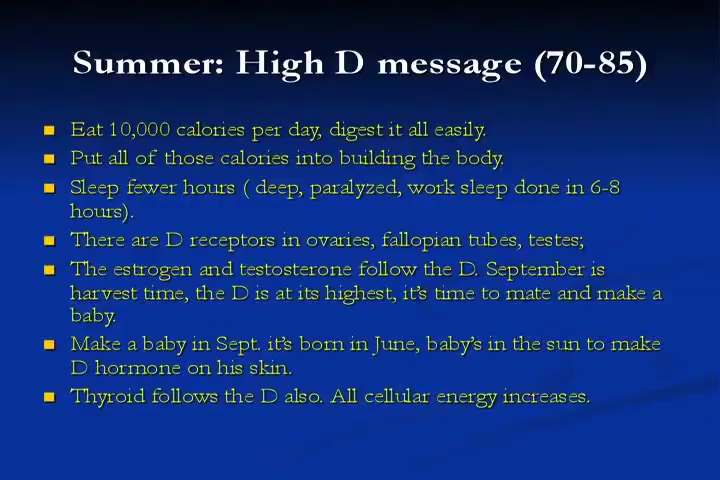 Summer: High D message (70-85)
Eat 10,000 calories per day, digest it all easily.
Put all of those calories into building the body.
Sleep fewer hours ( deep, paralyzed, work sleep done in 6-8
hours).
There are D receptors in ovaries, fallopian tubes, testes;
The estrogen and testosterone follow the D. September is
harvest time, the D is at its highest, it's time to mate and make a
baby.
Make a baby in Sept. it's born in June, baby's in the sun to make
D hormone on his skin.
Thyroid follows the D also. All cellular energy increases.